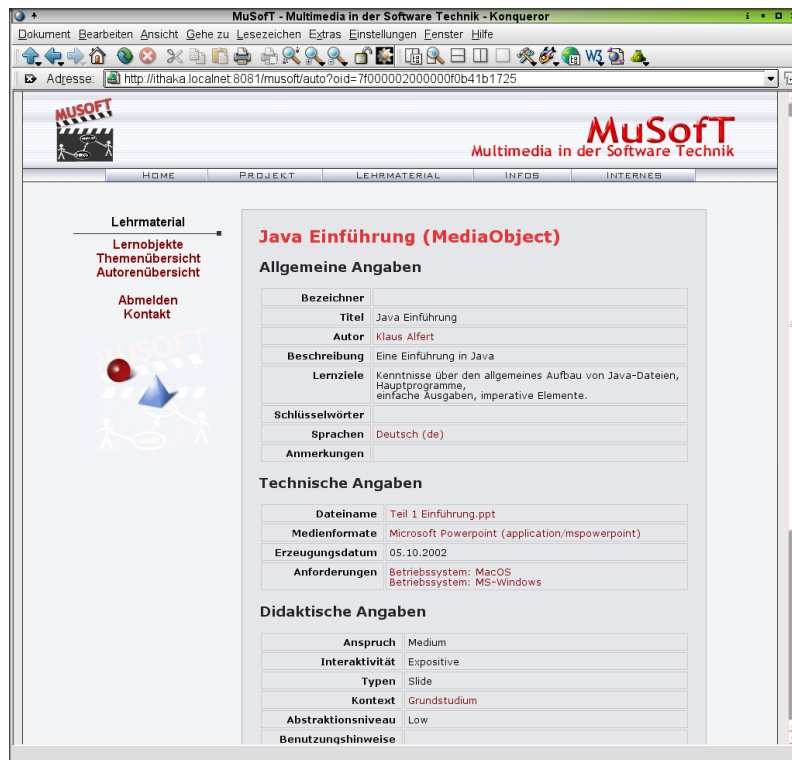 MuSofT - Multimedia in der Software Technik - Konqueror
Dokument Bearbeiten Ansicht Gehe zu Lesezeichen Extras Einstellungen Fenster Hilfe
Adresse: http://ithaka.localnet:8081/musoft/auto?oid=7f000002000000f0b41b1725
MUSOFT
MuSofT
Multimedia in der Software Technik
HOME PROJEKT LEHRMATERIAL INFOS INTERNES
Lehrmaterial
Lernobjekte
Themenübersicht
Autorenübersicht
Abmelden
Kontakt
MUSOFT
Java Einführung (MediaObject)
Allgemeine Angaben
Bezeichner
Titel Java Einführung
Autor Klaus Alfert
Beschreibung Eine Einführung in Java
Lernziele Kenntnisse über den allgemeines Aufbau von Java-Dateien,
Hauptprogramme,
einfache Ausgaben, imperative Elemente.
Schlüsselwörter
Sprachen Deutsch (de)
Anmerkungen
Technische Angaben
Dateiname Teil 1 Einführung.ppt
Medienformate Microsoft Powerpoint (application/mspowerpoint)
Erzeugungsdatum 05.10.2002
Anforderungen Betriebssystem: MacOS
Betriebssystem: MS-Windows
Didaktische Angaben
Anspruch Medium
Interaktivität Expositive
Typen Slide
Kontext Grundstudium
Abstraktionsniveau Low
Benutzungshinweise